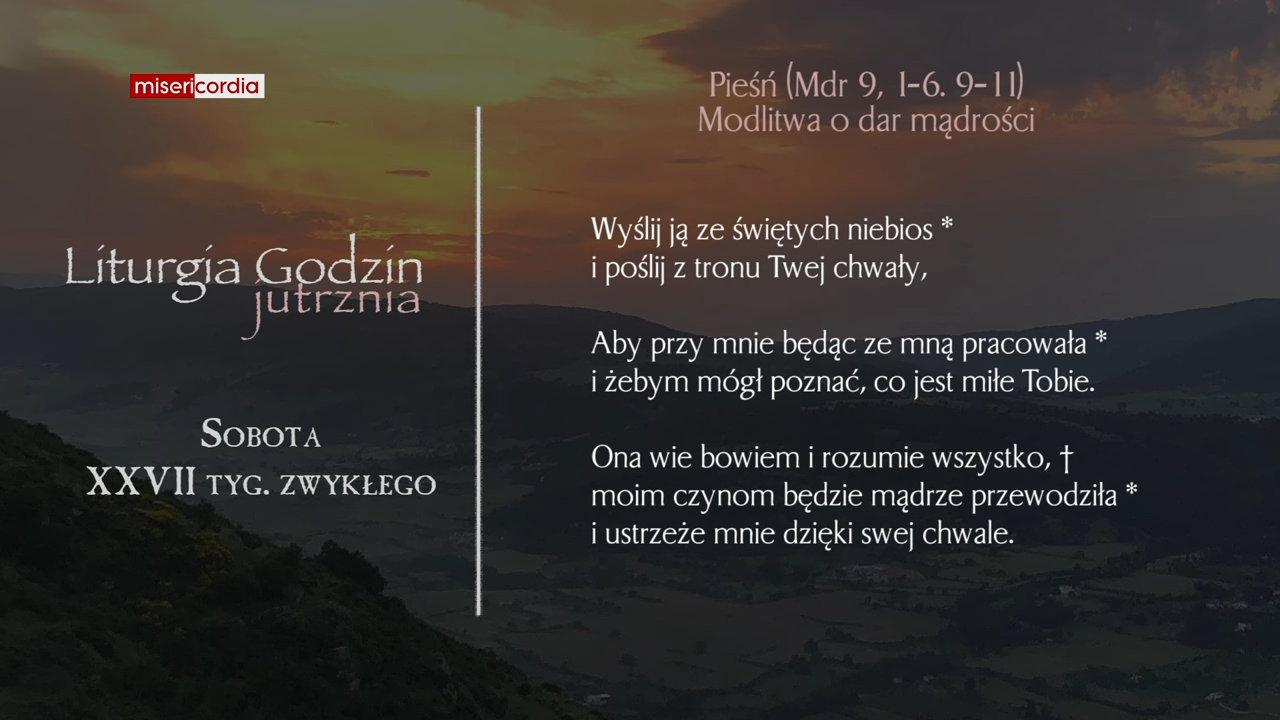 misericordia
Liturgia Godzin
jutrznia
Sobota
XXVII tyg. zwykłego
Pieśń (Mdr 9, 1-6. 9-11)
Modlitwa o dar mądrości
Wyślij ją ze świętych niebios *
i poślij z tronu Twej chwały,
Aby przy mnie będąc ze mną pracowała *
i żebym mógł poznać, co jest miłe Tobie.
Ona wie bowiem i rozumie wszystko, †
moim czynom będzie mądrze przewodziła *
i ustrzeże mnie dzięki swej chwale.